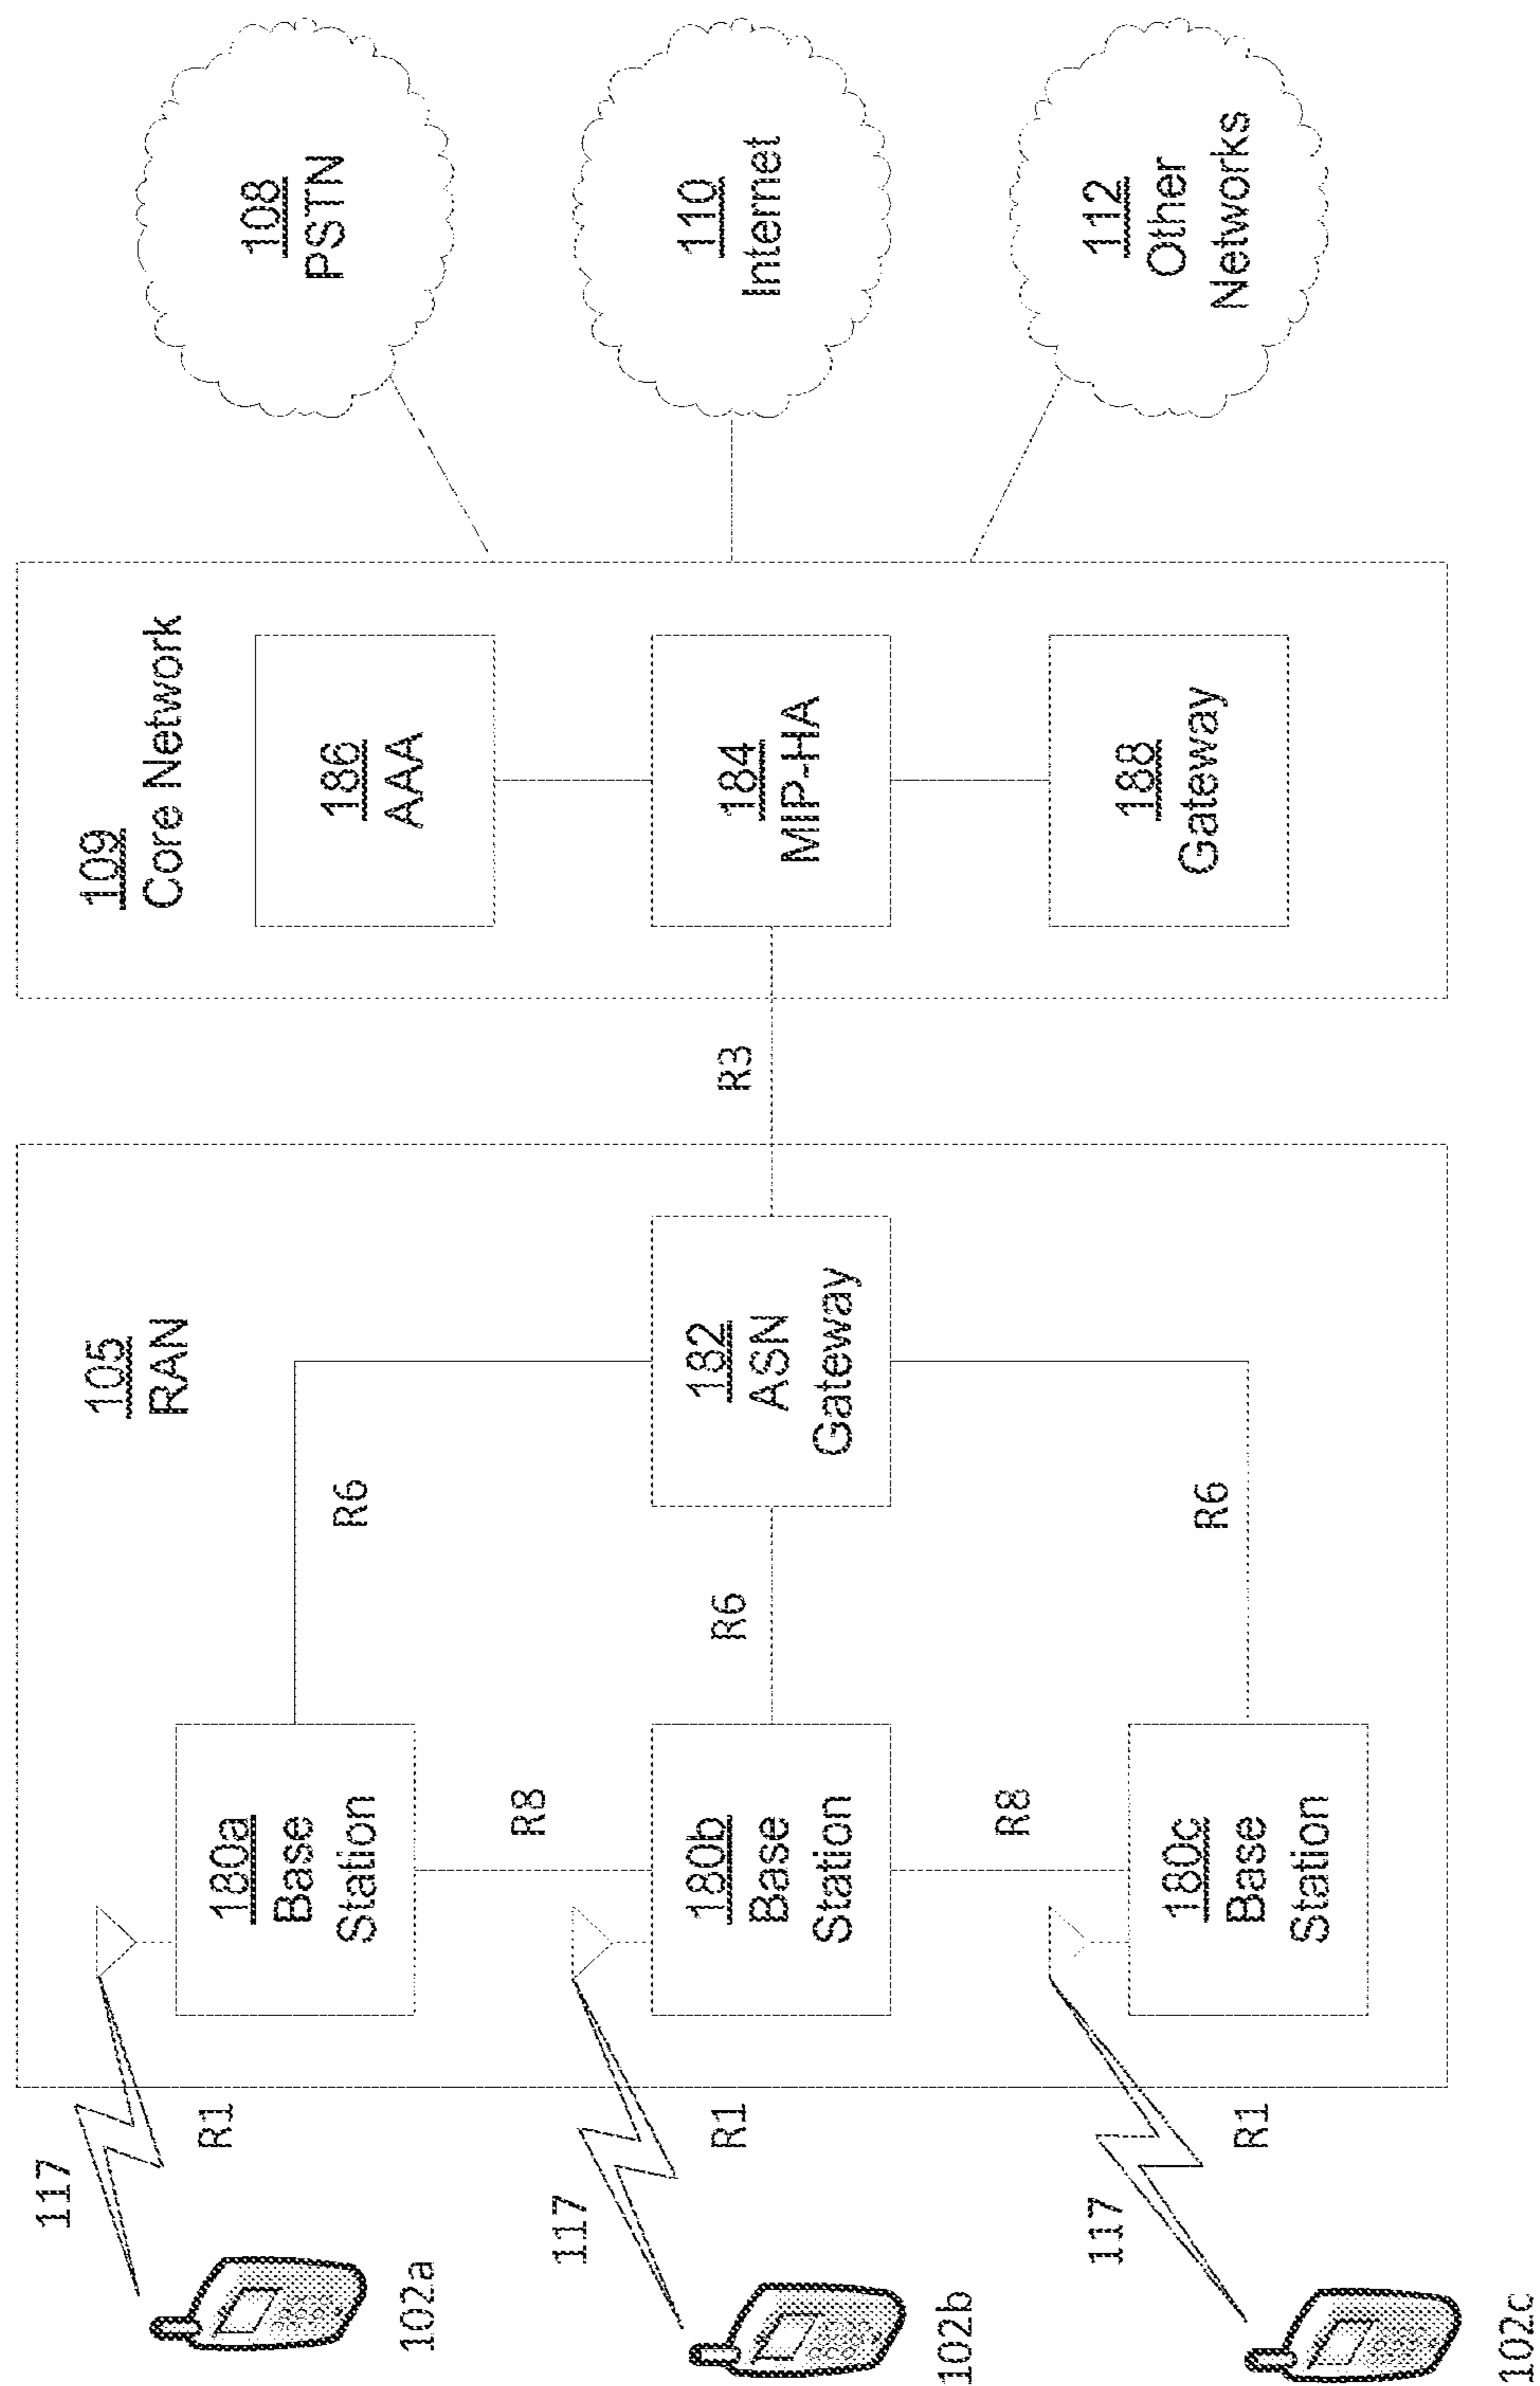 117
R1
102a
117
R1
102b
117
R1
102c
105
RAN
180a
Base
Station
R8
180b
Base
Station
R8
180c
Base
Station
R6
R6
R6
182
ASN
Gateway
R3
109
Core Network
186
AAA
184
MIP-HA
188
Gateway
108
PSTN
110
Internet
112
Other
Networks